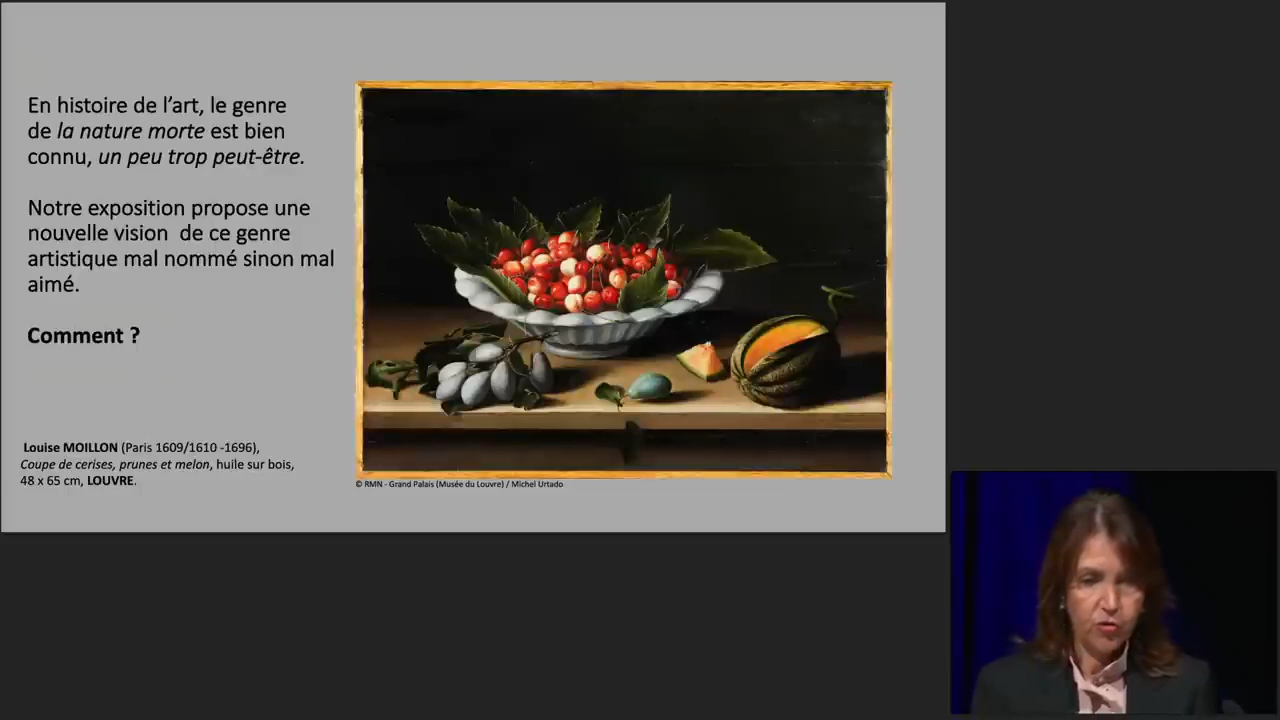 En histoire de l’art, le genre
de la nature morte est bien
connu, un peu trop peut-être.
Notre exposition propose une
nouvelle vision  de ce genre
artistique mal nommé sinon mal
aimé.
Comment ?
Louise MOILLON (Paris 1609/1610 -1696),
Coupe de cerises, prunes et melon, huile sur bois,
48 x 65 cm, LOUVRE.
© RMN - Grand Palais (Musée du Louvre) / Michel Urtado